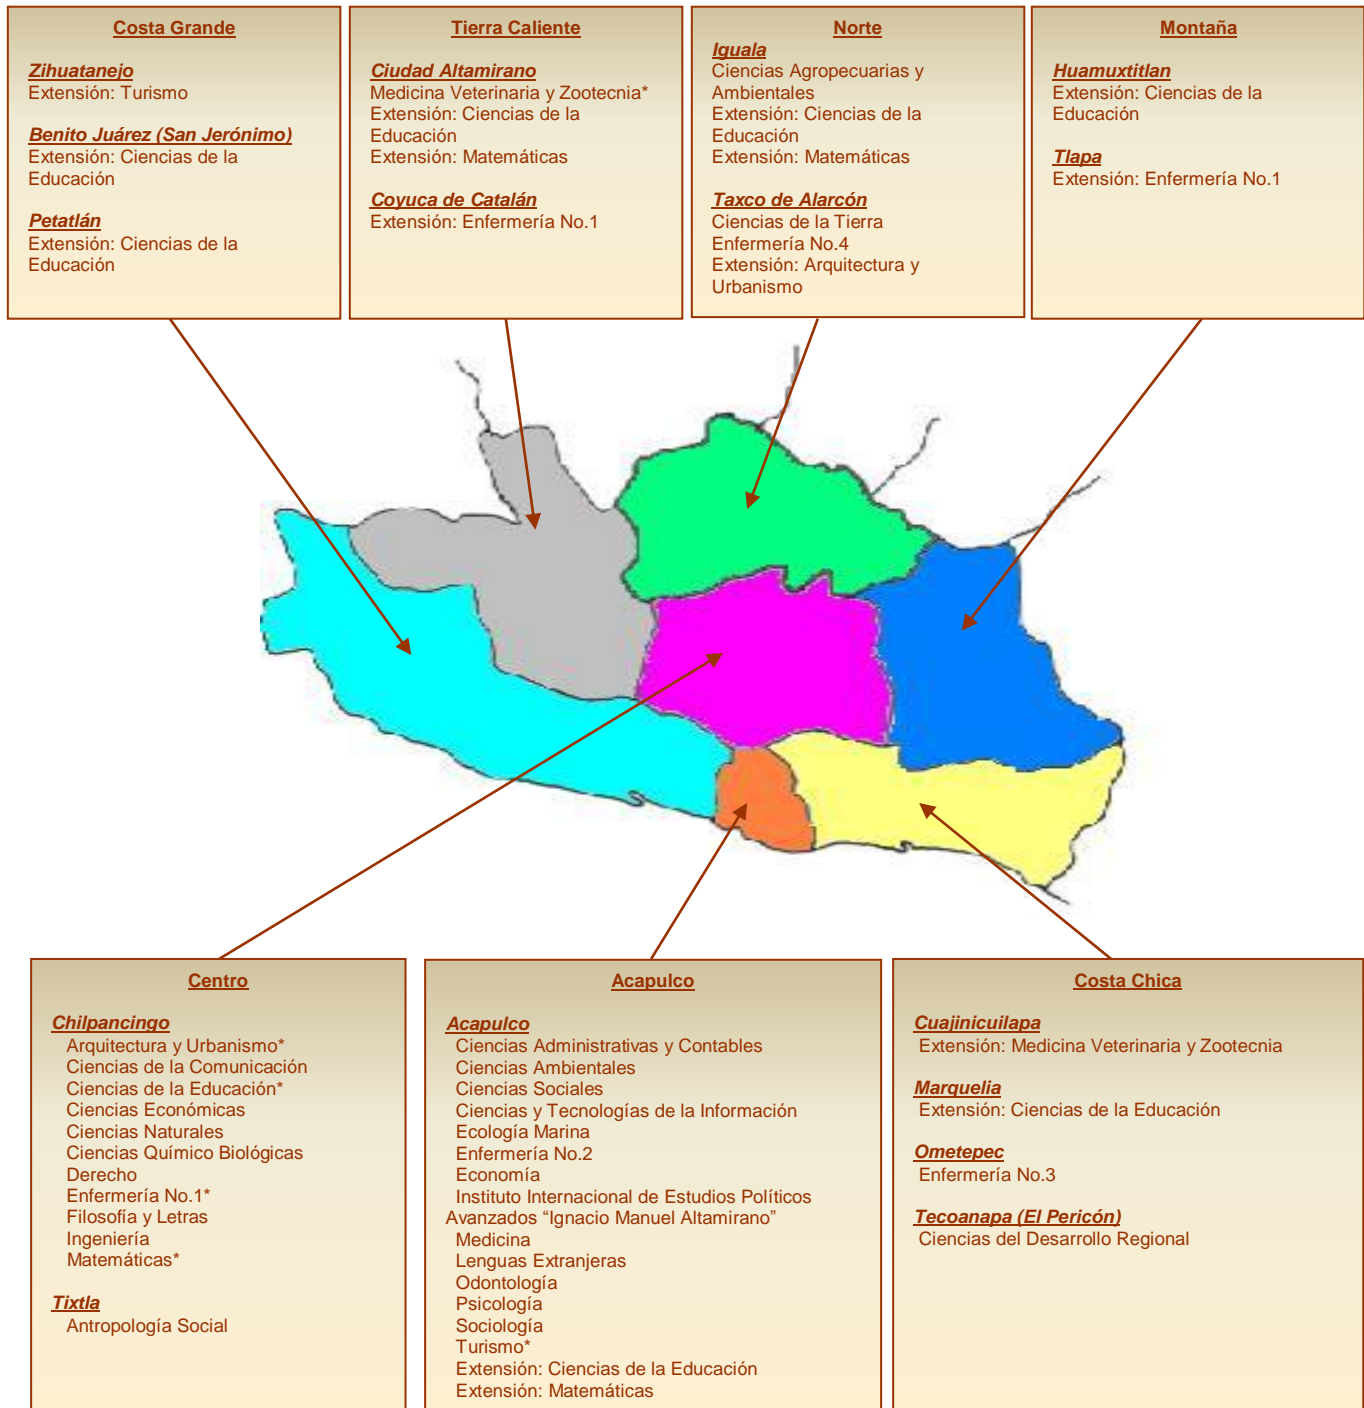 Costa Grande
Zihuatanejo
Extensión: Turismo
Benito Juárez (San Jerónimo)
Extensión: Ciencias de la
Educación
Petatlán
Extensión: Ciencias de la
Educación
Tierra Caliente
Ciudad Altamirano
Medicina Veterinaria y Zootecnia*
Extensión: Ciencias de la
Educación
Extensión: Matemáticas
Coyuca de Catalán
Extensión: Enfermería No.1
Norte
Iguala
Ciencias Agropecuarias y
Ambientales
Extensión: Ciencias de la
Educación
Extensión: Matemáticas
Taxco de Alarcón
Ciencias de la Tierra
Enfermería No.4
Extensión: Arquitectura y
Urbanismo
Montaña
Huamuxtitlan
Extensión: Ciencias de la
Educación
Tlapa
Extensión: Enfermería No.1
Centro
Chilpancingo
Arquitectura y Urbanismo*
Ciencias de la Comunicación
Ciencias de la Educación*
Ciencias Económicas
Ciencias Naturales
Ciencias Químico Biológicas
Derecho
Enfermería No.1*
Filosofía y Letras
Ingeniería
Matemáticas*
Tixtla
Antropología Social
Acapulco
Acapulco
Ciencias Administrativas y Contables
Ciencias Ambientales
Ciencias Sociales
Ciencias y Tecnologías de la Información
Ecología Marina
Enfermería No.2
Economía
Instituto Internacional de Estudios Políticos
Avanzados “Ignacio Manuel Altamirano”
Medicina
Lenguas Extranjeras
Odontología
Psicología
Sociología
Turismo*
Extensión: Ciencias de la Educación
Extensión: Matemáticas
Costa Chica
Cuajinicuilapa
Extensión: Medicina Veterinaria y Zootecnia
Marquelia
Extensión: Ciencias de la Educación
Ometepec
Enfermería No.3
Tecoanapa (El Pericón)
Ciencias del Desarrollo Regional